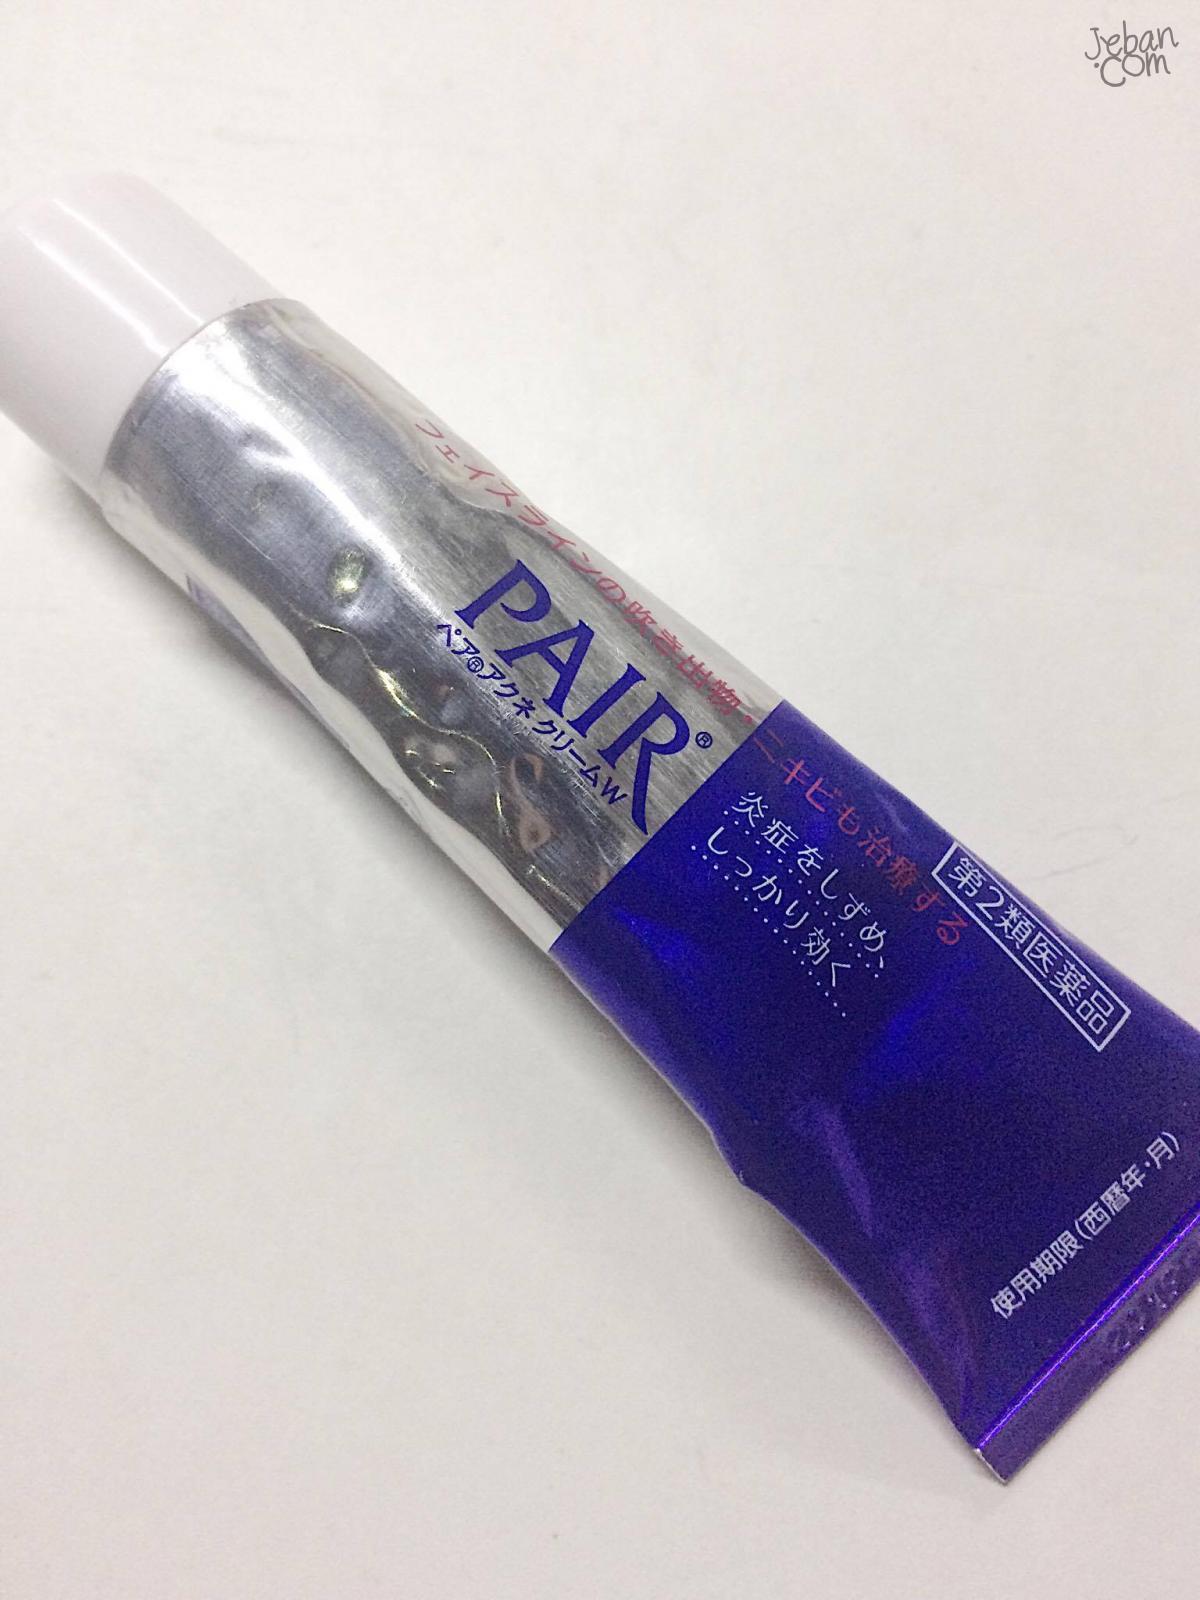 Jeban
.com
フェイスラインの吹き出物・ニキビも治療する
PAIR®
ペア®アクネクリームW
炎症をしずめ、
しっかり効く
第2類医薬品
使用期限(西暦年・月)